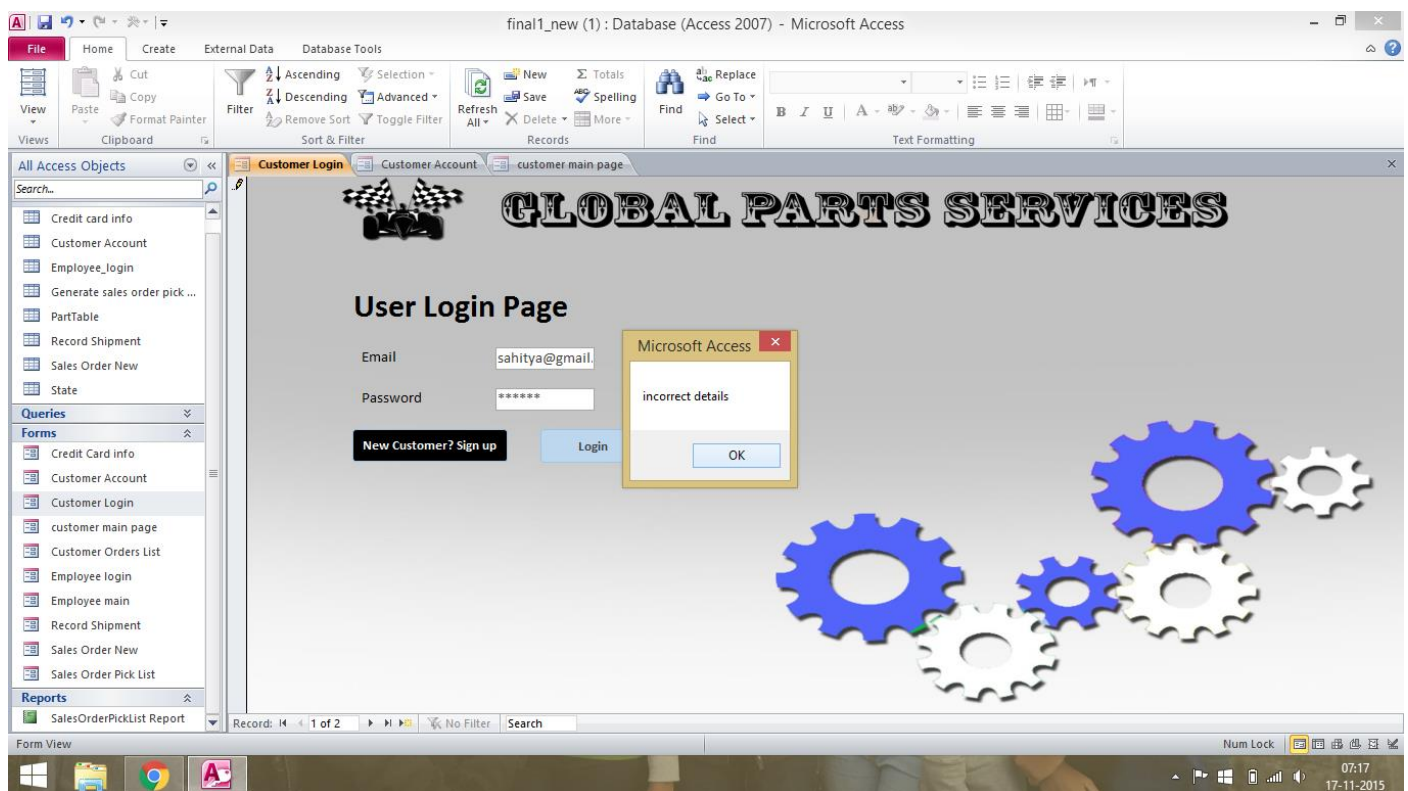 final1_new (1) : Database (Access 2007) - Microsoft Access
File Home Create External Data Database Tools
View
Views
Paste
Cut
Copy
Format Painter
Clipboard
Filter
Ascending
Descending
Remove Sort
Selection
Advanced
Toggle Filter
Sort & Filter
Refresh All
New
Save
Delete
Totals
Spelling
More
Records
Find
Replace
Go To
Select
Find
B I U A
Text Formatting
All Access Objects
Search...
Credit card info
Customer Account
Employee_login
Generate sales order pick ...
PartTable
Record Shipment
Sales Order New
State
Queries
Forms
Credit Card info
Customer Account
Customer Login
customer main page
Customer Orders List
Employee login
Employee main
Record Shipment
Sales Order New
Sales Order Pick List
Reports
SalesOrderPickList Report
Customer Login Customer Account customer main page
GLOBAL PARTS SERVICES
User Login Page
Email sahitya@gmail.
Password ******
New Customer? Sign up Login
Microsoft Access
incorrect details
OK
Record: 1 of 2 No Filter Search
Form View Num Lock
07:17
17-11-2015